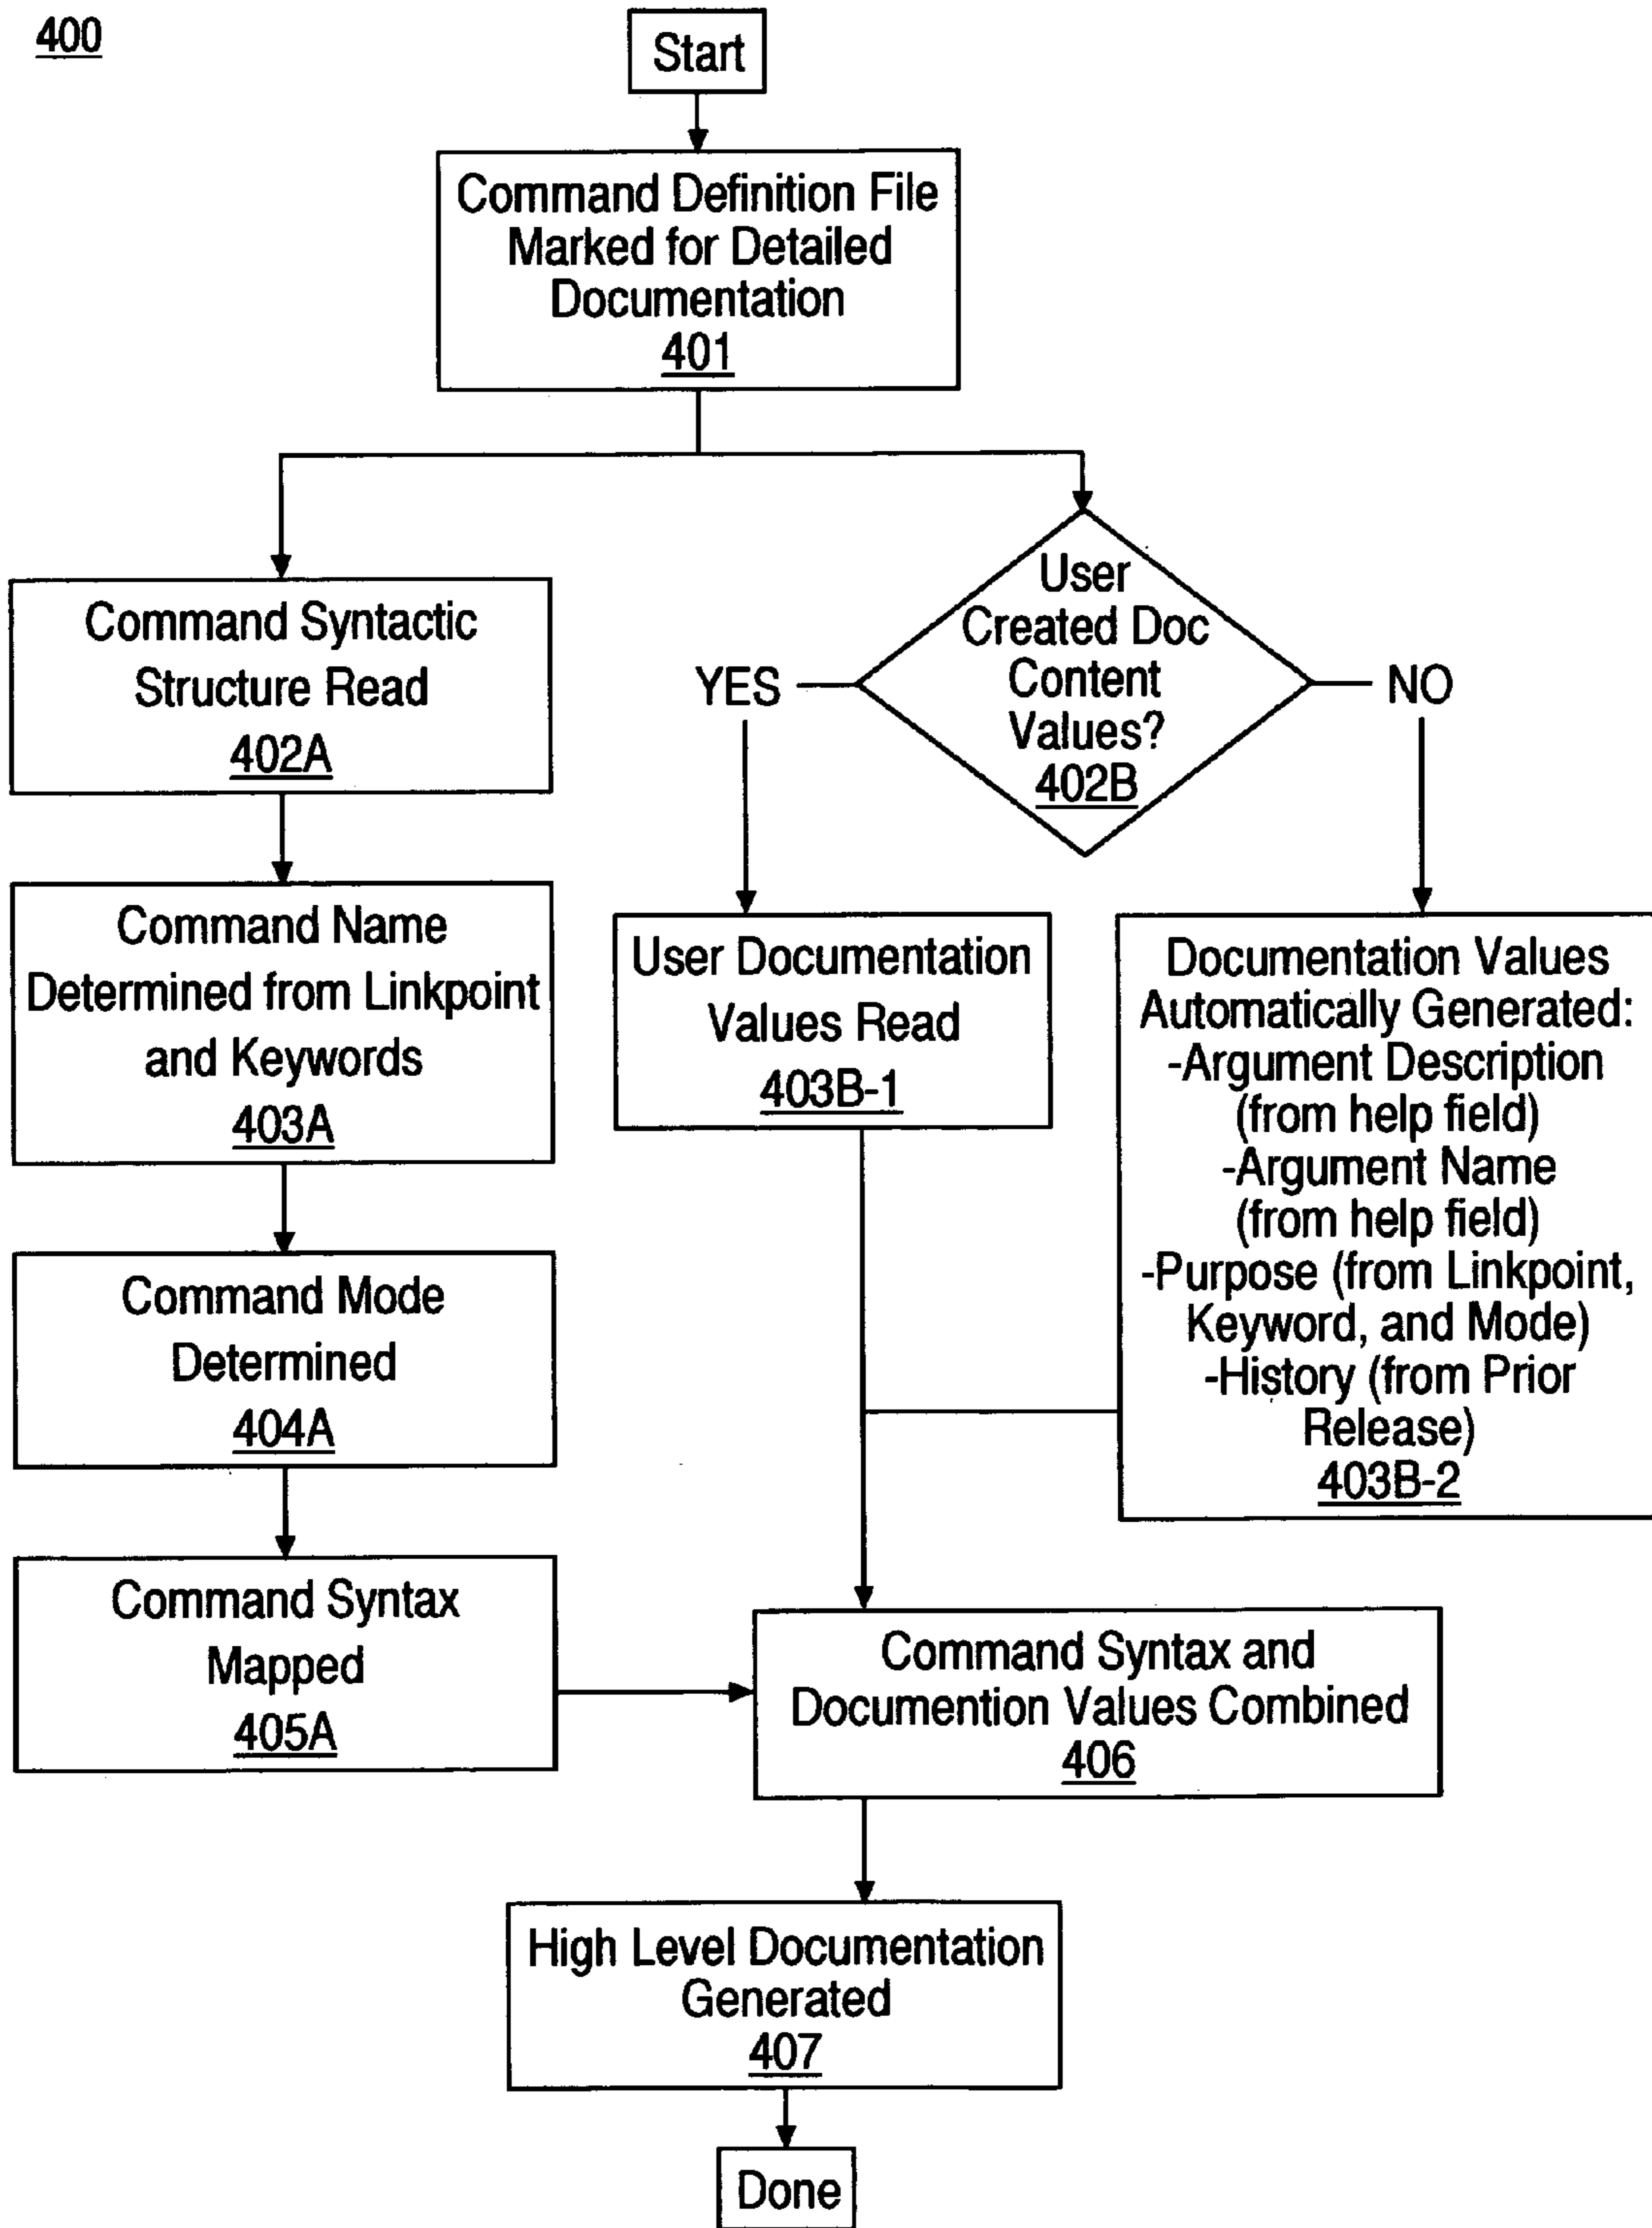 400
Start
Command Definition File
Marked for Detailed
Documentation
401
Command Syntactic
Structure Read
402A
User
Created Doc
Content
Values?
402B
YES
NO
Command Name
Determined from Linkpoint
and Keywords
403A
User Documentation
Values Read
403B-1
Documentation Values
Automatically Generated:
-Argument Description
(from help field)
-Argument Name
(from help field)
-Purpose (from Linkpoint,
Keyword, and Mode)
-History (from Prior
Release)
403B-2
Command Mode
Determined
404A
Command Syntax
Mapped
405A
Command Syntax and
Documention Values Combined
406
High Level Documentation
Generated
407
Done